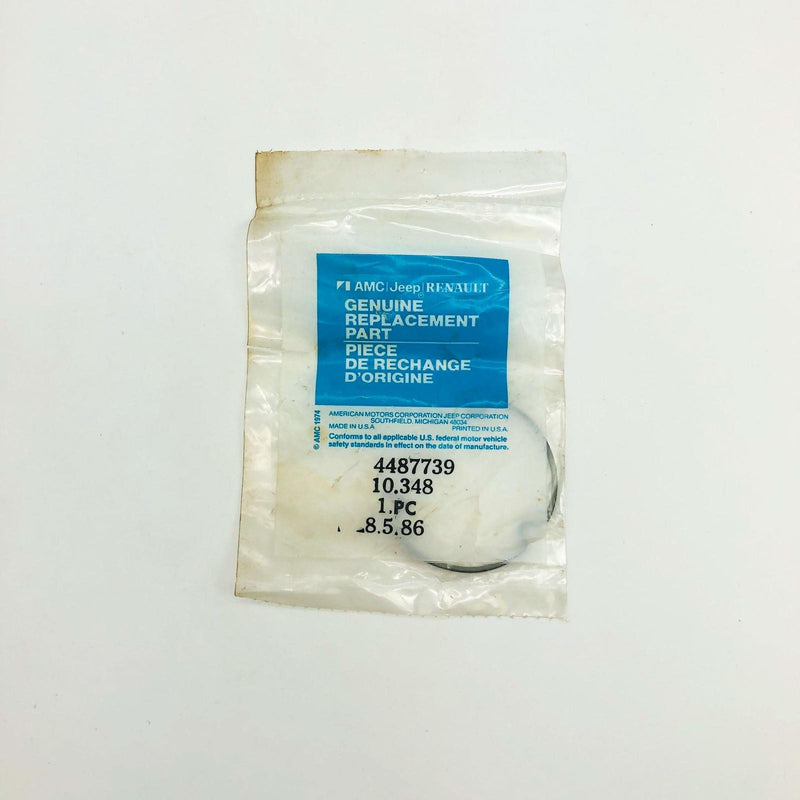 AMC|Jeep|RENAULT
®
GENUINE
REPLACEMENT
PART
PIECE
DE RECHANGE
D'ORIGINE
© AMC 1974
AMERICAN MOTORS CORPORATION JEEP CORPORATION
SOUTHFIELD, MICHIGAN 48034
MADE IN U.S.A. PRINTED IN U.S.A.
Conforms to all applicable U.S. federal motor vehicle
safety standards in effect on the date of manufacture.
4487739
10.348
1.PC
8.5.86